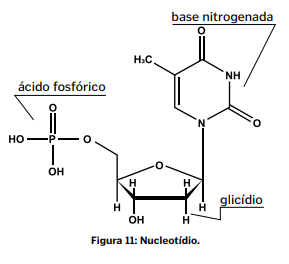 base nitrogenada
O
H₃C
NH
ácido fosfórico
O
N
O
HO P O
O
OH
H H
H H
glicídio
OH H
Figura 11: Nucleotídio.